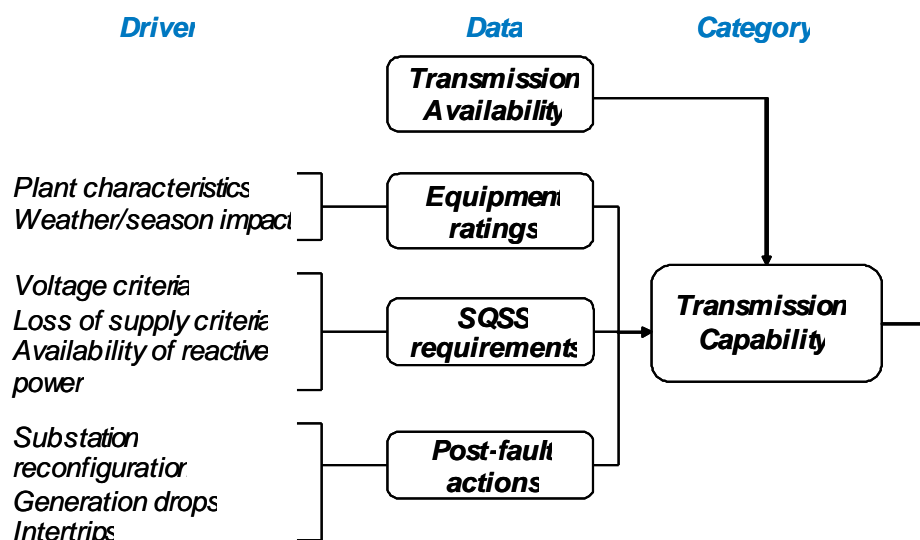 Driver
Data
Category
Transmission
Availability
Plant characteristics
Weather/season impact
Equipment
ratings
Voltage criteria
Loss of supply criteria
Availability of reactive
power
SQSS
requirements
Transmission
Capability
Substation
reconfiguration
Generation drops
Intertrips
Post-fault
actions